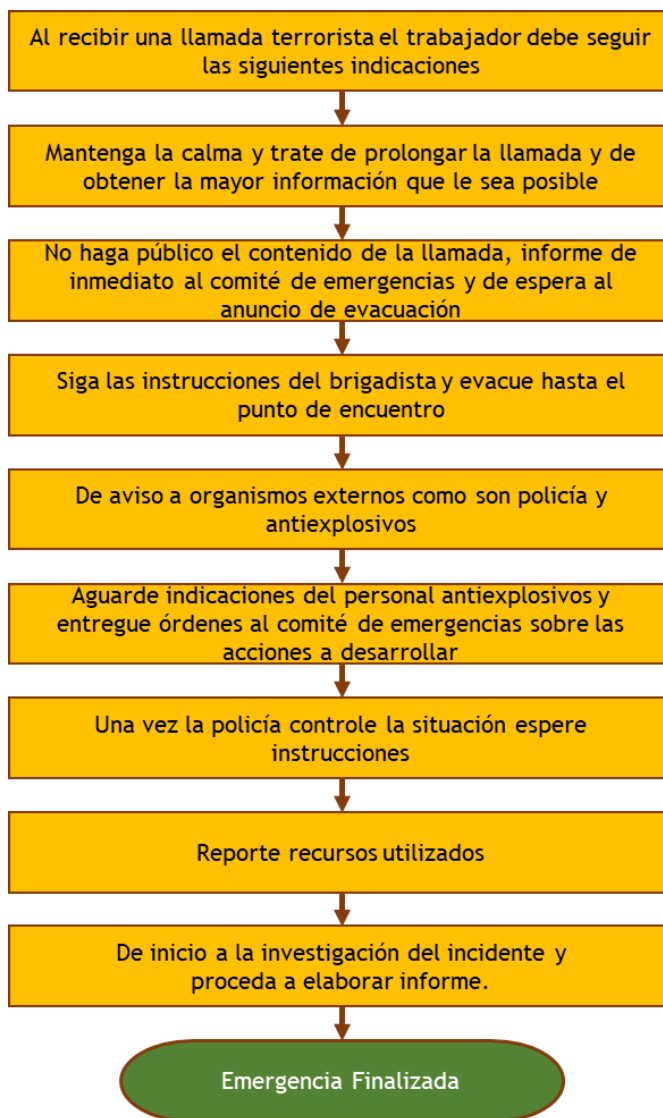 Al recibir una llamada terrorista el trabajador debe seguir
las siguientes indicaciones
Mantenga la calma y trate de prolongar la llamada y de
obtener la mayor información que le sea posible
No haga público el contenido de la llamada, informe de
inmediato al comité de emergencias y de espera al
anuncio de evacuación
Siga las instrucciones del brigadista y evacue hasta el
punto de encuentro
De aviso a organismos externos como son policía y
antiexplosivos
Aguarde indicaciones del personal antiexplosivos y
entregue órdenes al comité de emergencias sobre las
acciones a desarrollar
Una vez la policía controle la situación espere
instrucciones
Reporte recursos utilizados
De inicio a la investigación del incidente y
proceda a elaborar informe.
Emergencia Finalizada